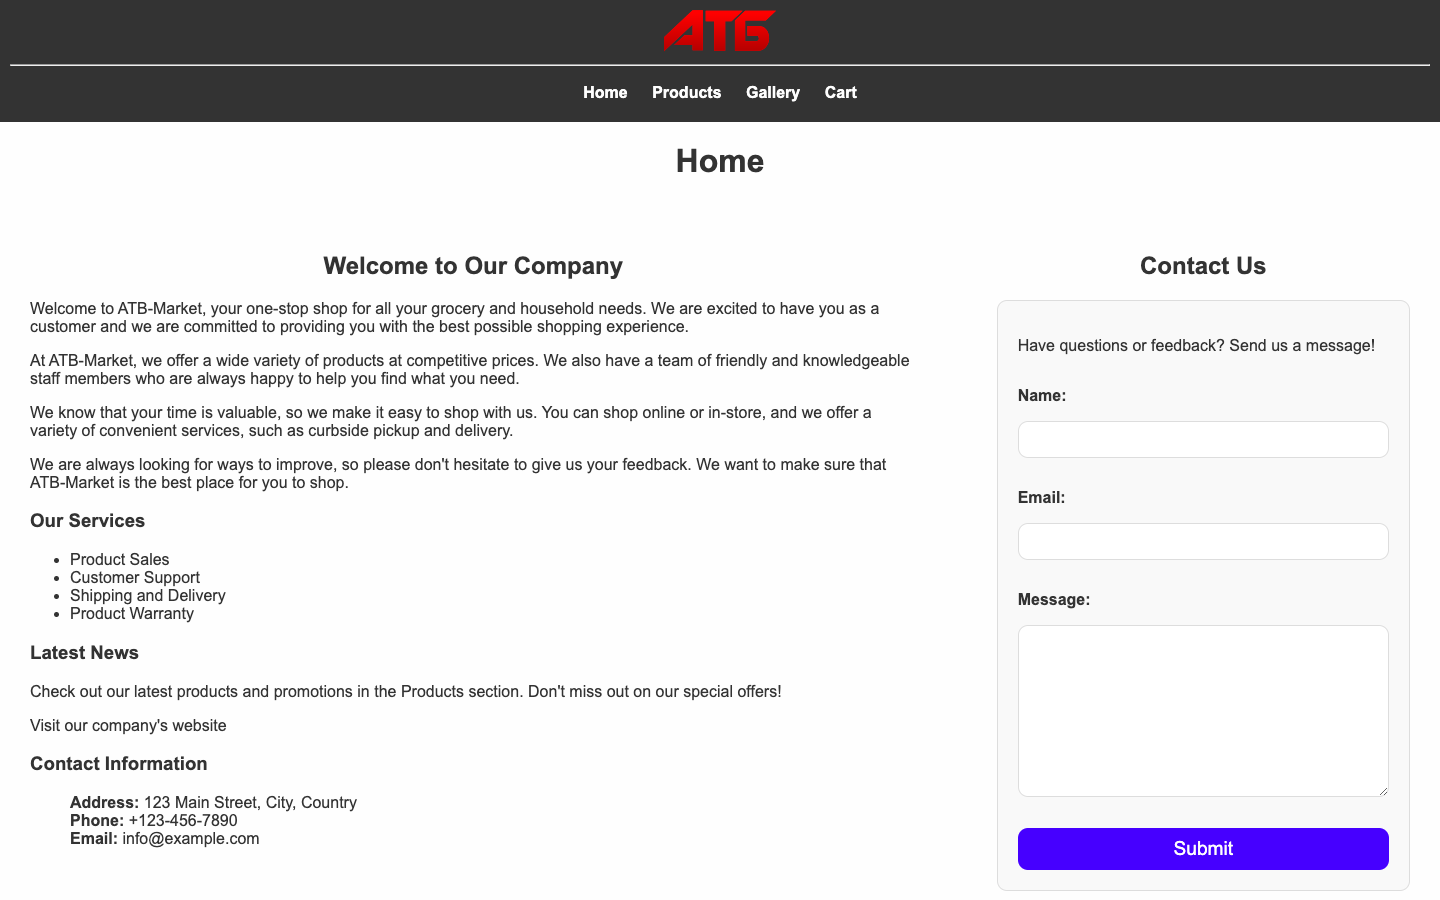 АТБ
Home Products Gallery Cart
Home
Welcome to Our Company
Welcome to ATB-Market, your one-stop shop for all your grocery and household needs. We are excited to have you as a
customer and we are committed to providing you with the best possible shopping experience.
At ATB-Market, we offer a wide variety of products at competitive prices. We also have a team of friendly and knowledgeable
staff members who are always happy to help you find what you need.
We know that your time is valuable, so we make it easy to shop with us. You can shop online or in-store, and we offer a
variety of convenient services, such as curbside pickup and delivery.
We are always looking for ways to improve, so please don't hesitate to give us your feedback. We want to make sure that
ATB-Market is the best place for you to shop.
Our Services
• Product Sales
• Customer Support
• Shipping and Delivery
• Product Warranty
Latest News
Check out our latest products and promotions in the Products section. Don't miss out on our special offers!
Visit our company's website
Contact Information
Address: 123 Main Street, City, Country
Phone: +123-456-7890
Email: info@example.com
Contact Us
Have questions or feedback? Send us a message!
Name:
Email:
Message:
Submit